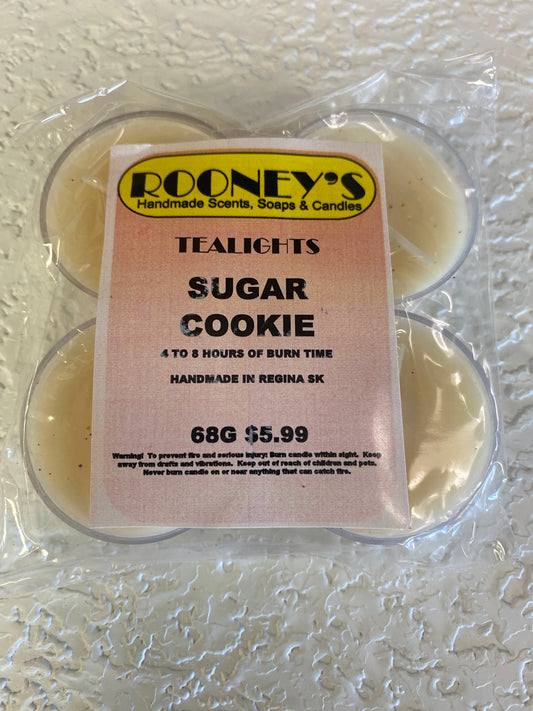 ROONEY'S
Handmade Scents, Soaps & Candles
TEALIGHTS
SUGAR
COOKIE
4 TO 8 HOURS OF BURN TIME
HANDMADE IN REGINA SK
68G $5.99
Warning! To prevent fire and serious injury: Burn candle within sight. Keep
away from drafts and vibrations. Keep out of reach of children and pets.
Never burn candle on or near anything that can catch fire.